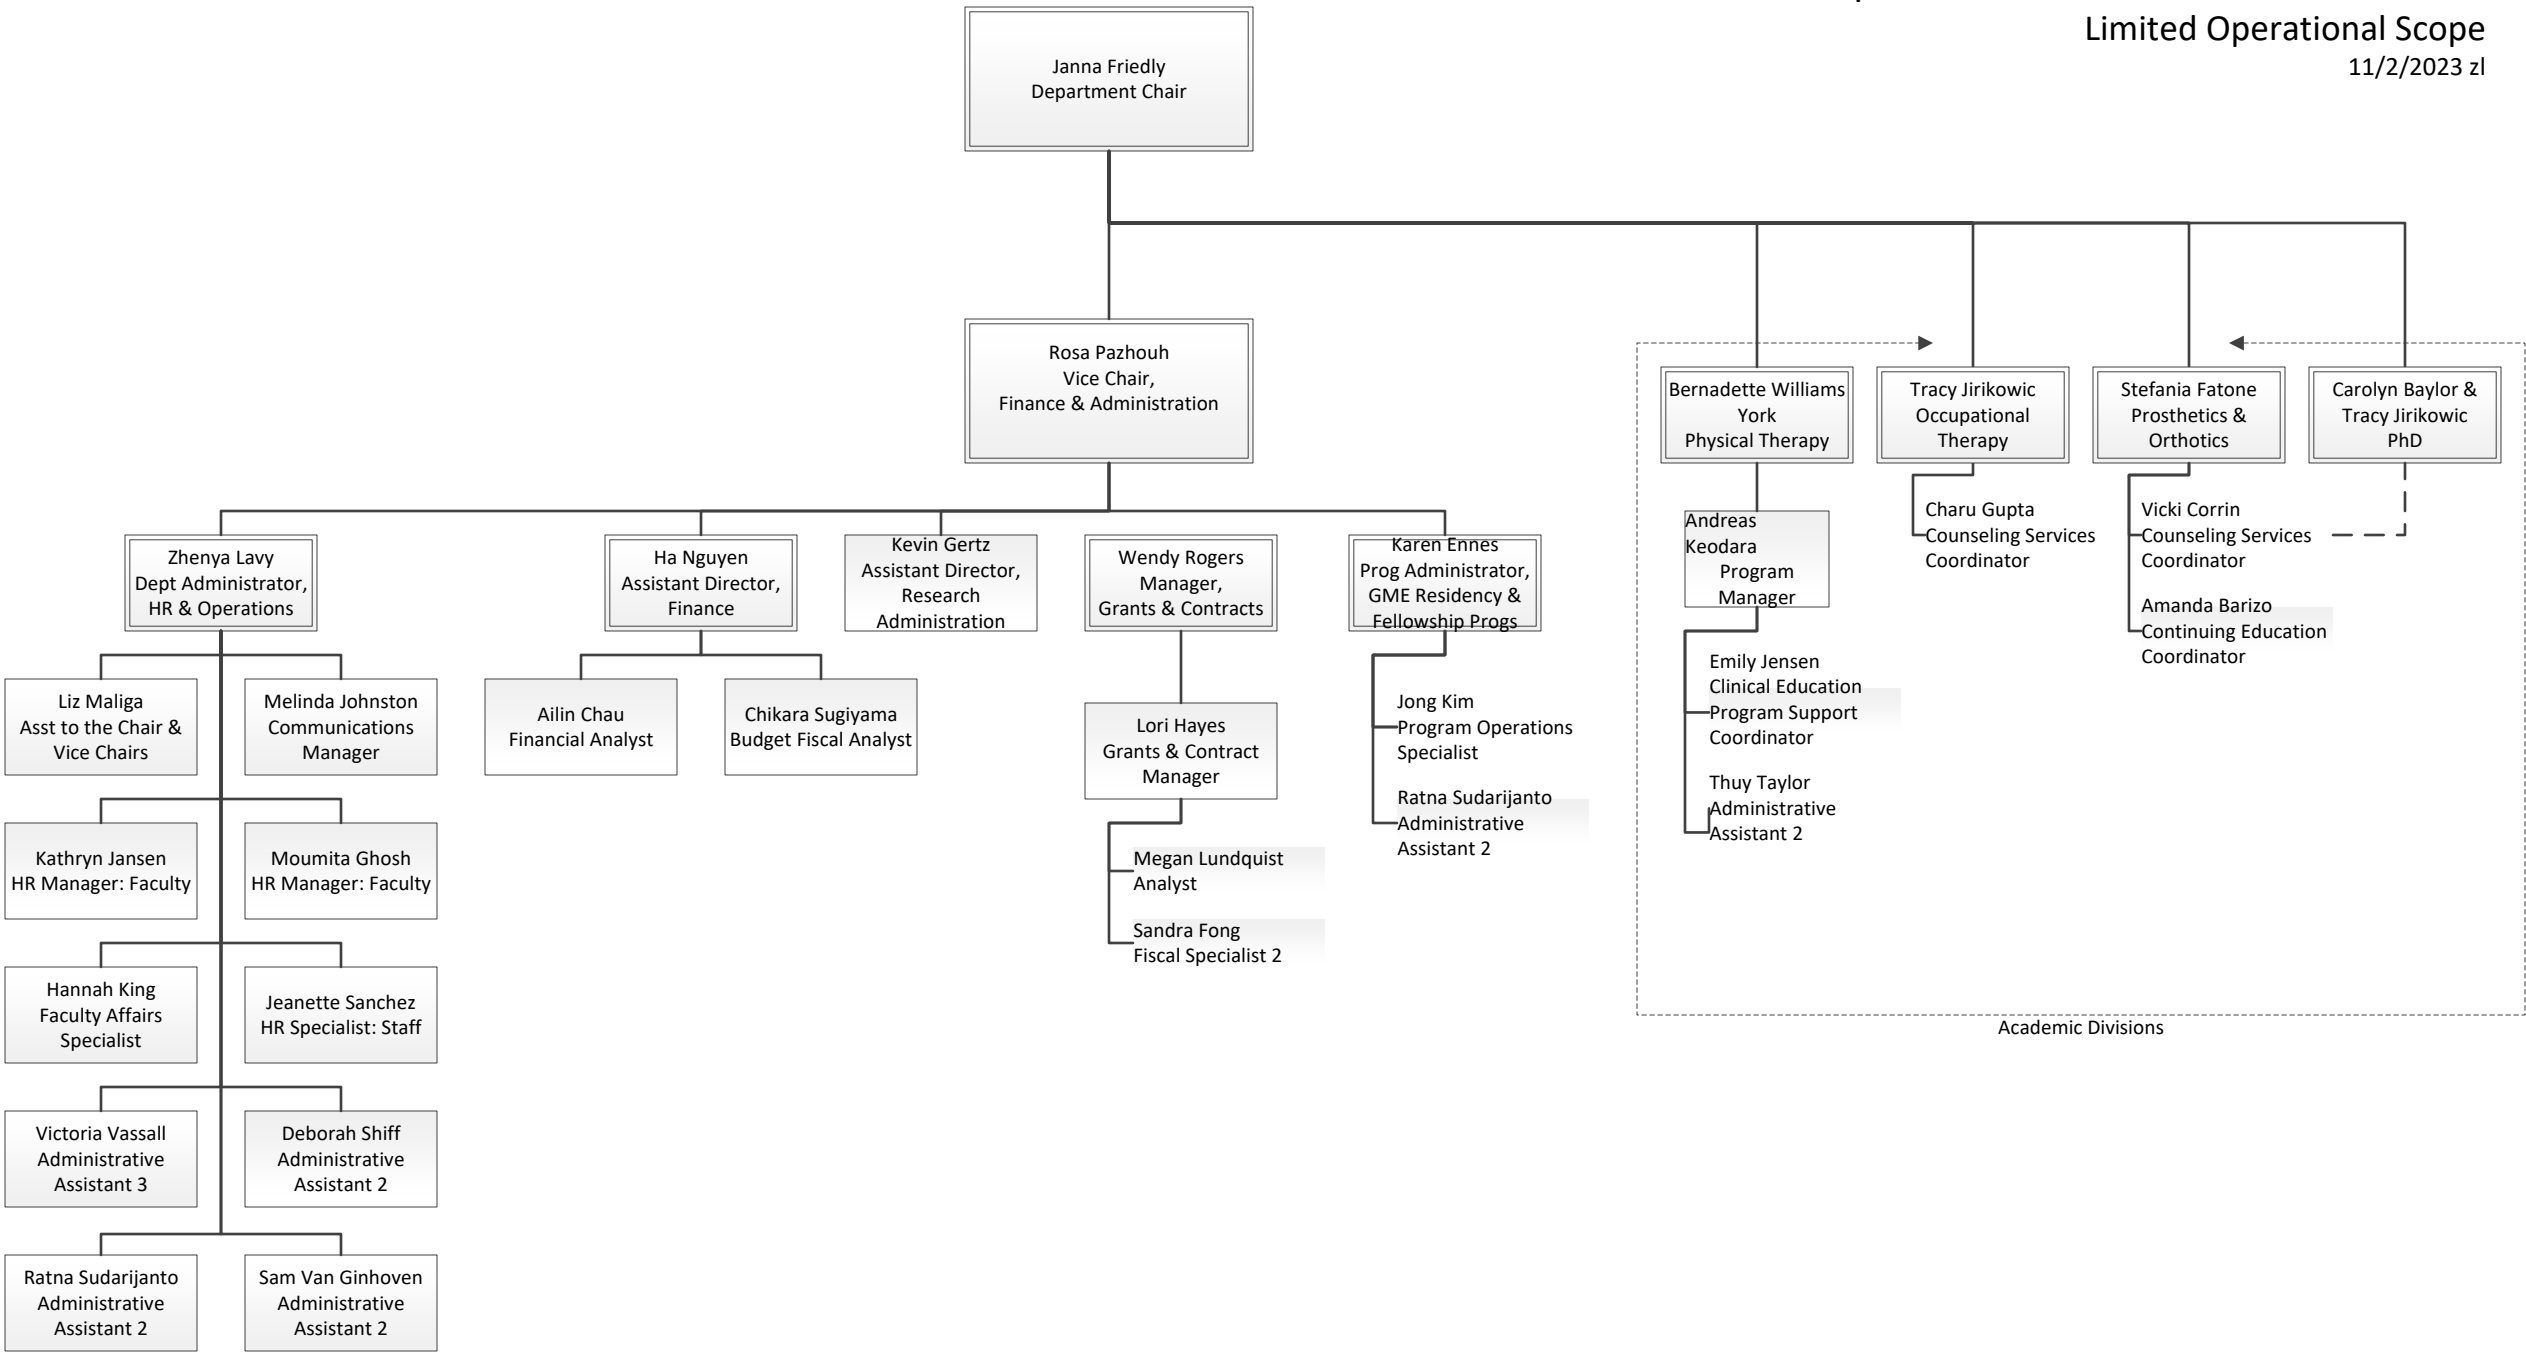 Limited Operational Scope
11/2/2023 zl
Janna Friedly
Department Chair
Rosa Pazhouh
Vice Chair,
Finance & Administration
Bernadette Williams
York
Physical Therapy
Tracy Jirikowic
Occupational
Therapy
Stefania Fatone
Prosthetics &
Orthotics
Carolyn Baylor &
Tracy Jirikowic
PhD
Zhenya Lavy
Dept Administrator,
HR & Operations
Ha Nguyen
Assistant Director,
Finance
Kevin Gertz
Assistant Director,
Research
Administration
Wendy Rogers
Manager,
Grants & Contracts
Karen Ennes
Prog Administrator,
GME Residency &
Fellowship Progs
Andreas
Keodara
Program
Manager
Charu Gupta
Counseling Services
Coordinator
Vicki Corrin
Counseling Services
Coordinator
Amanda Barizo
Continuing Education
Coordinator
Liz Maliga
Asst to the Chair &
Vice Chairs
Melinda Johnston
Communications
Manager
Ailin Chau
Financial Analyst
Chikara Sugiyama
Budget Fiscal Analyst
Lori Hayes
Grants & Contract
Manager
Jong Kim
Program Operations
Specialist
Ratna Sudarijanto
Administrative
Assistant 2
Emily Jensen
Clinical Education
Program Support
Coordinator
Thuy Taylor
Administrative
Assistant 2
Kathryn Jansen
HR Manager: Faculty
Moumita Ghosh
HR Manager: Faculty
Megan Lundquist
Analyst
Sandra Fong
Fiscal Specialist 2
Hannah King
Faculty Affairs
Specialist
Jeanette Sanchez
HR Specialist: Staff
Academic Divisions
Victoria Vassall
Administrative
Assistant 3
Deborah Shiff
Administrative
Assistant 2
Ratna Sudarijanto
Administrative
Assistant 2
Sam Van Ginhoven
Administrative
Assistant 2